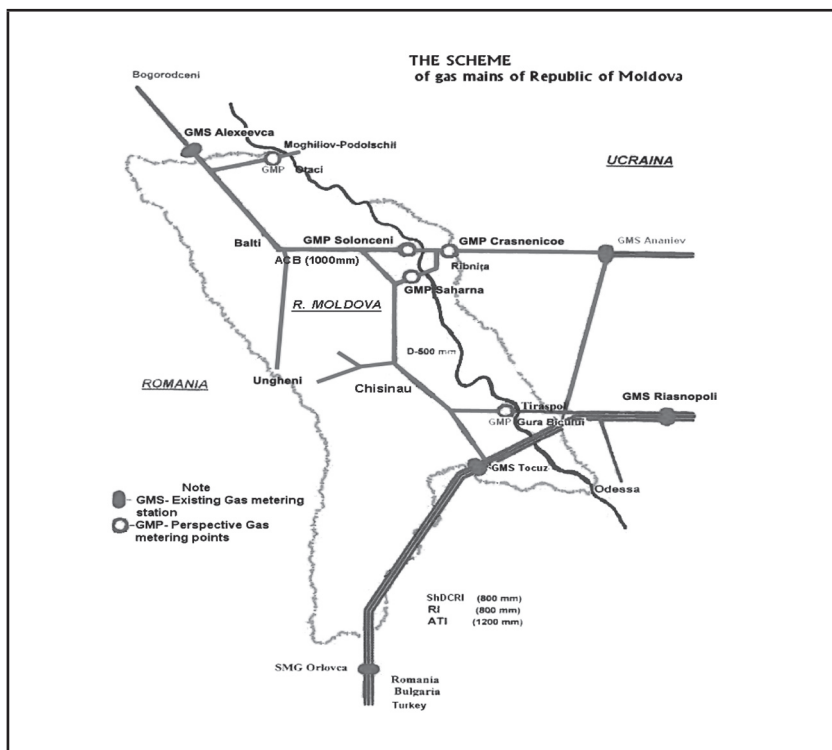 THE SCHEME
of gas mains of Republic of Moldova
Bogorodceni
GMS Alexeevca
Moghiliov-Podolschii
GMP Otaci
UCRAINA
Balti
GMP Solonceni
GMP Crasnenicoe
GMS Ananiev
ACB (1000mm)
Ribnița
GMP Saharna
R. MOLDOVA
D-500 mm
ROMANIA
Ungheni
Chisinau
GMS Riasnopoli
Tiraspol
GMP Gura Bicului
GMS Tocuz
Odessa
Note
GMS- Existing Gas metering
station
GMP- Perspective Gas
metering points
ShDCRI (800 mm)
RI (800 mm)
ATI (1200 mm)
SMG Orlovca
Romania
Bulgaria
Turkey